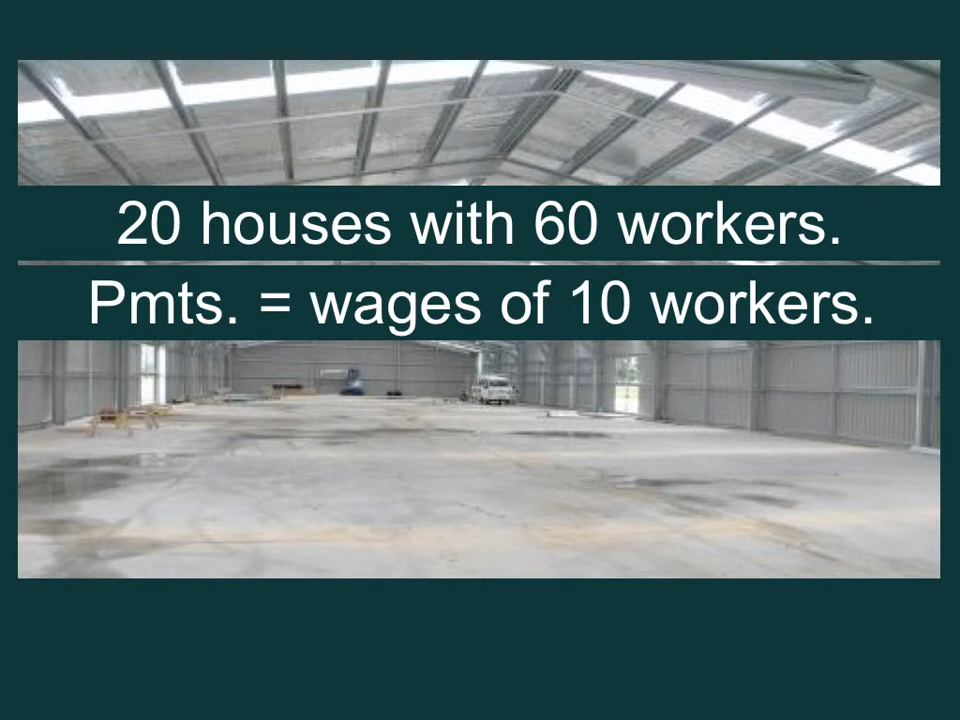 20 houses with 60 workers.
Pmts. = wages of 10 workers.